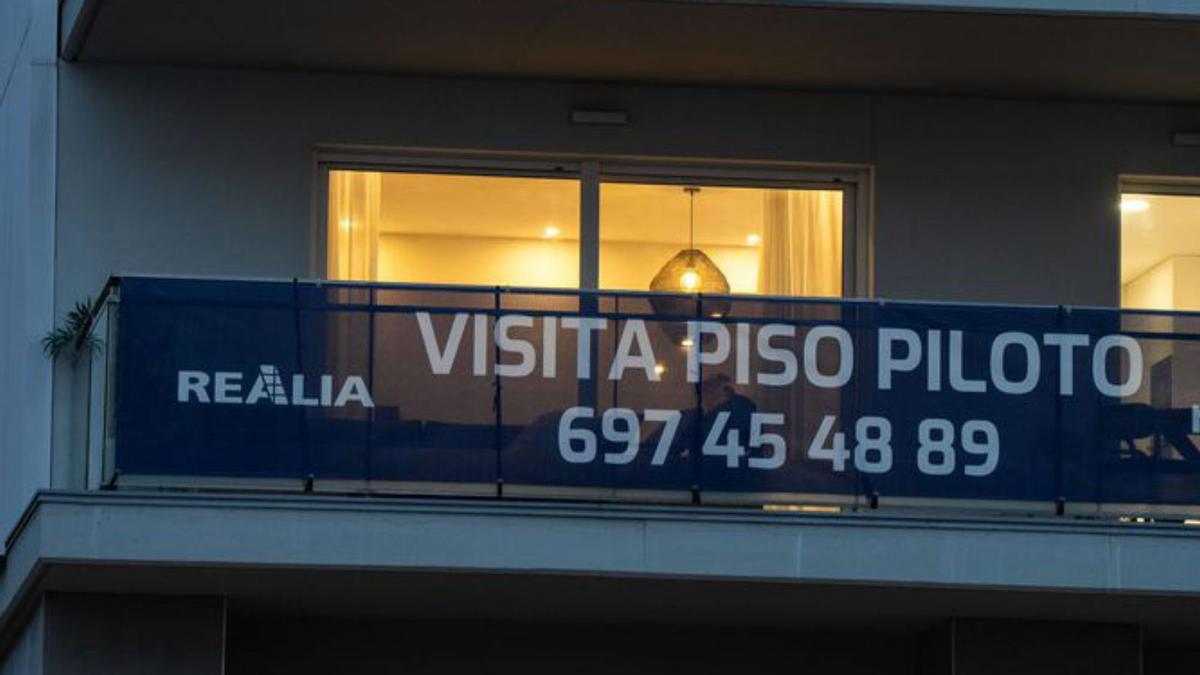 REALIA
VISITA PISO PILOTO
697 45 48 89